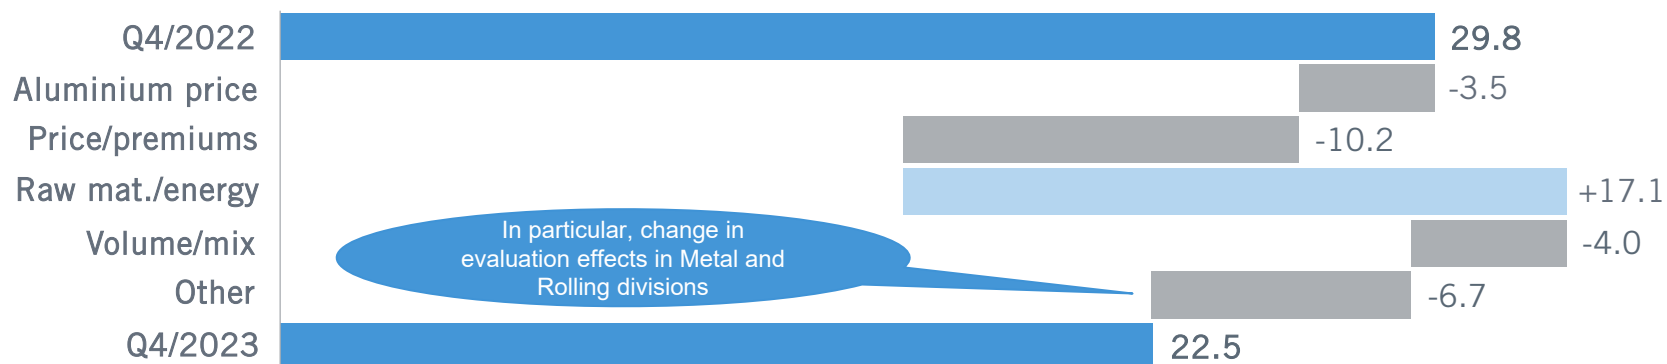 Q4/2022 29.8
Aluminium price -3.5
Price/premiums -10.2
Raw mat./energy +17.1
Volume/mix -4.0
In particular, change in
evaluation effects in Metal and
Rolling divisions
Other -6.7
Q4/2023 22.5